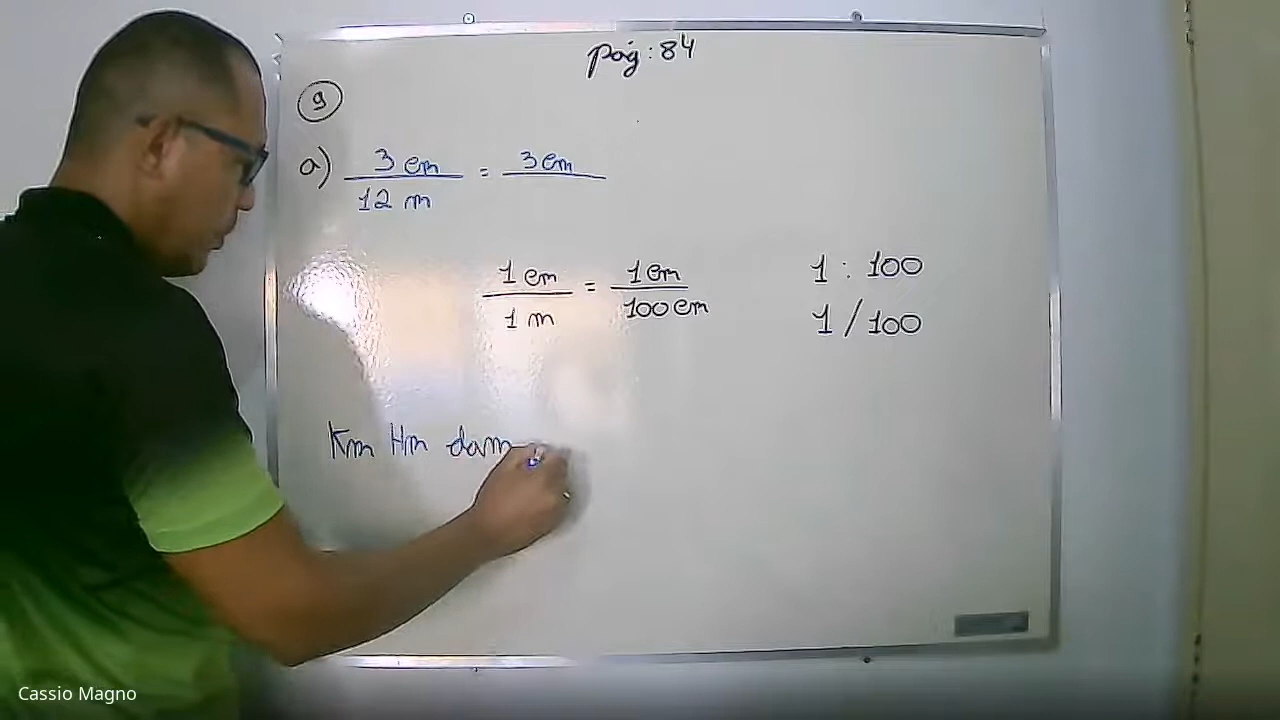 pág: 84
9
a) 3 cm / 12 m = 3 cm
1 cm / 1 m = 1 cm / 100 cm
1 : 100
1 / 100
Km Hm dam
Cassio Magno